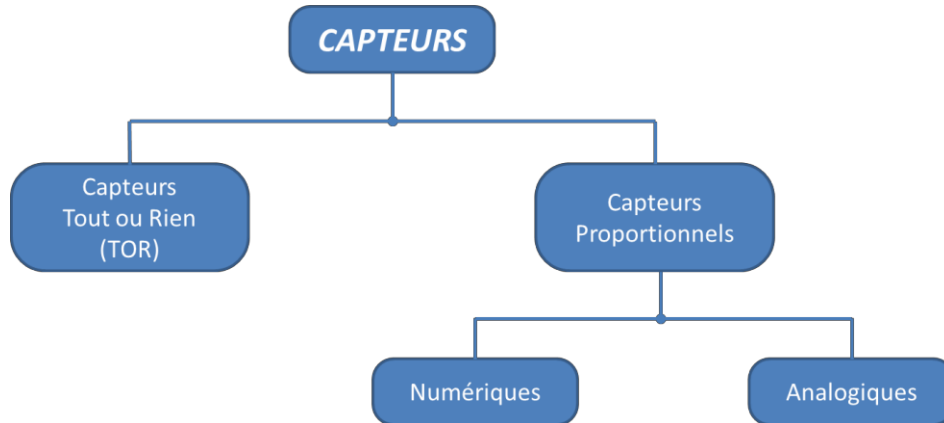 CAPTEURS
Capteurs
Tout ou Rien
(TOR)
Capteurs
Proportionnels
Numériques
Analogiques